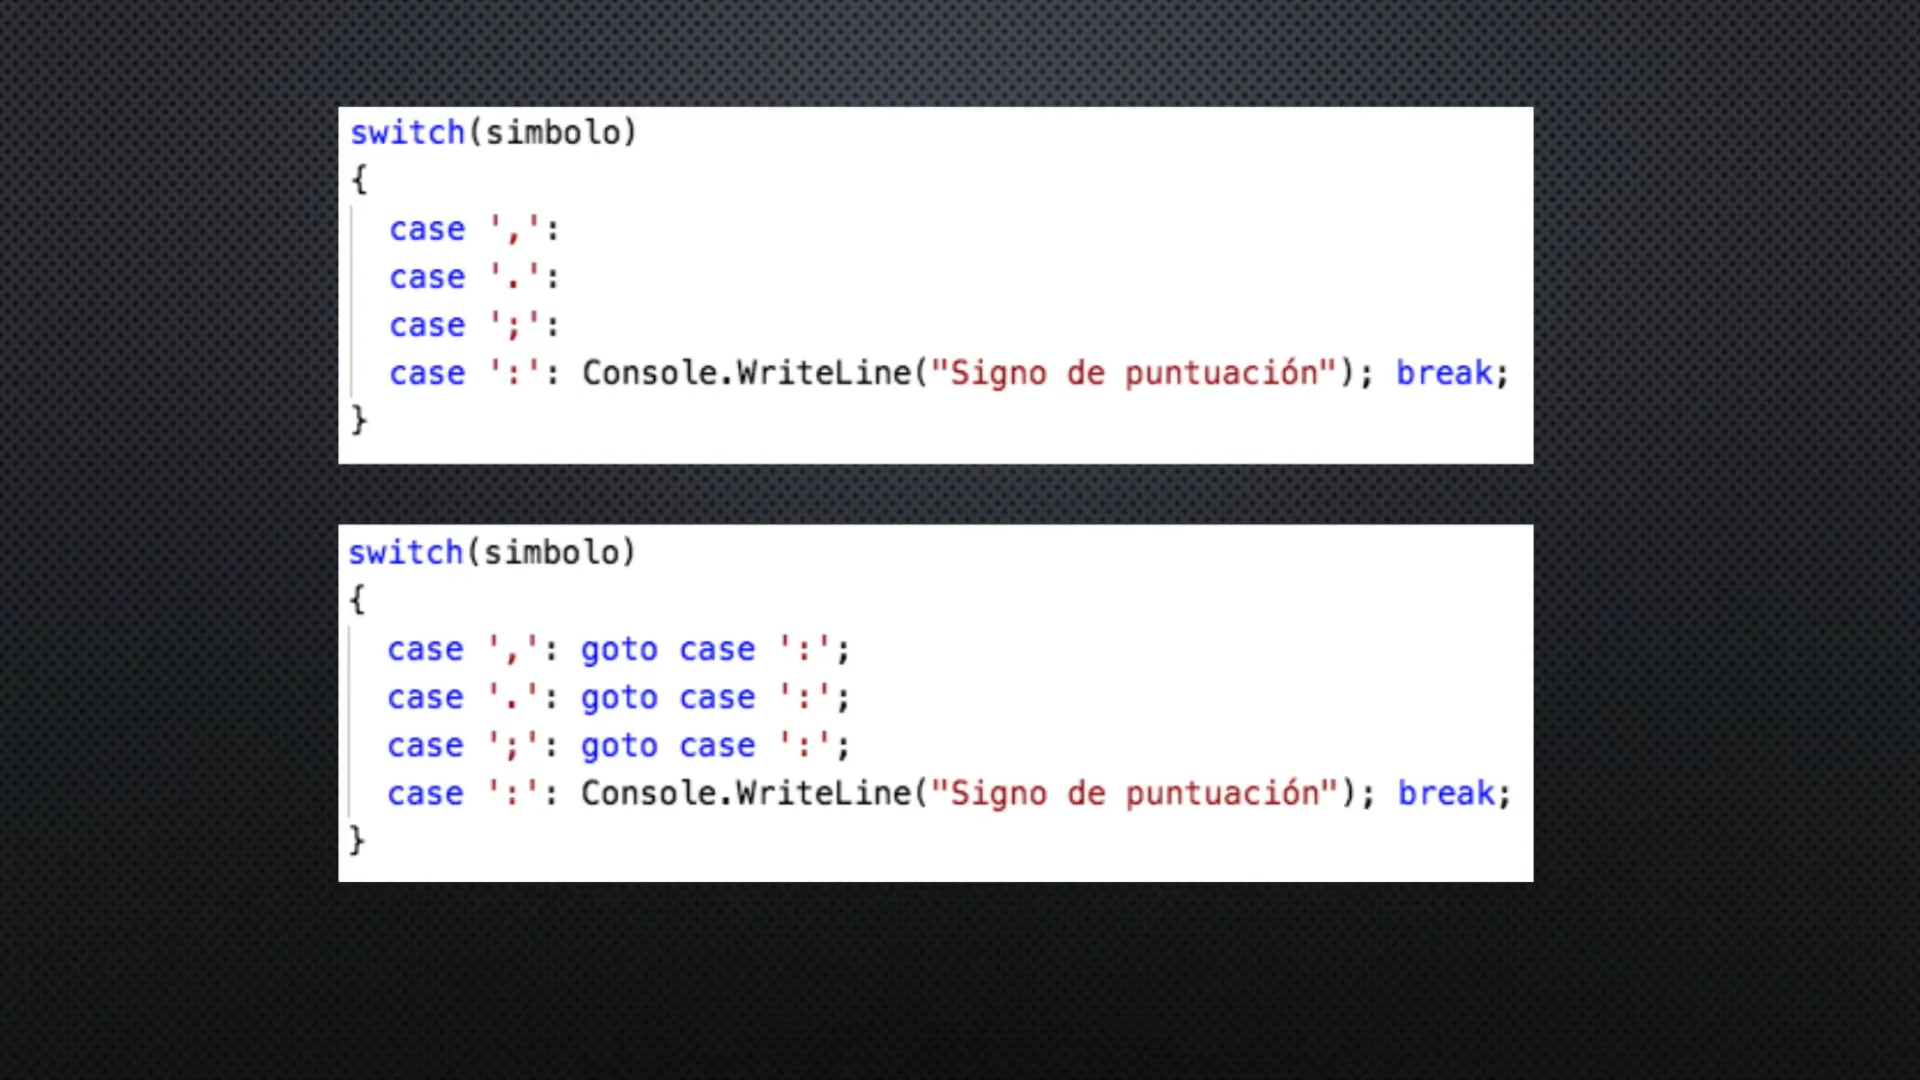 switch(simbolo)
{
case ',':
case '.':
case ';':
case ':': Console.WriteLine("Signo de puntuación"); break;
}
switch(simbolo)
{
case ',': goto case ':';
case '.': goto case ':';
case ';': goto case ':';
case ':': Console.WriteLine("Signo de puntuación"); break;
}